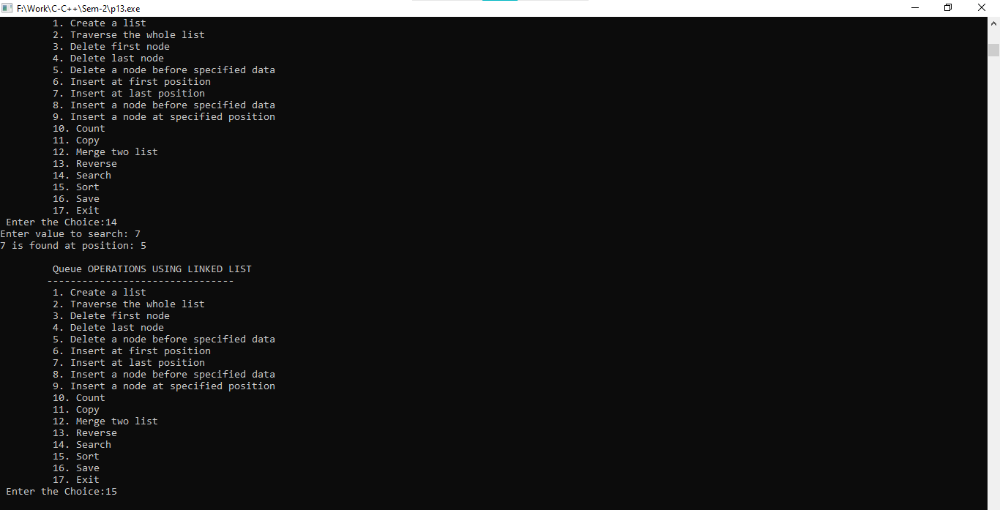 F:\Work\C-C++\Sem-2\p13.exe
1. Create a list
2. Traverse the whole list
3. Delete first node
4. Delete last node
5. Delete a node before specified data
6. Insert at first position
7. Insert at last position
8. Insert a node before specified data
9. Insert a node at specified position
10. Count
11. Copy
12. Merge two list
13. Reverse
14. Search
15. Sort
16. Save
17. Exit
Enter the Choice:14
Enter value to search: 7
7 is found at position: 5
Queue OPERATIONS USING LINKED LIST
--------------------------------
1. Create a list
2. Traverse the whole list
3. Delete first node
4. Delete last node
5. Delete a node before specified data
6. Insert at first position
7. Insert at last position
8. Insert a node before specified data
9. Insert a node at specified position
10. Count
11. Copy
12. Merge two list
13. Reverse
14. Search
15. Sort
16. Save
17. Exit
Enter the Choice:15